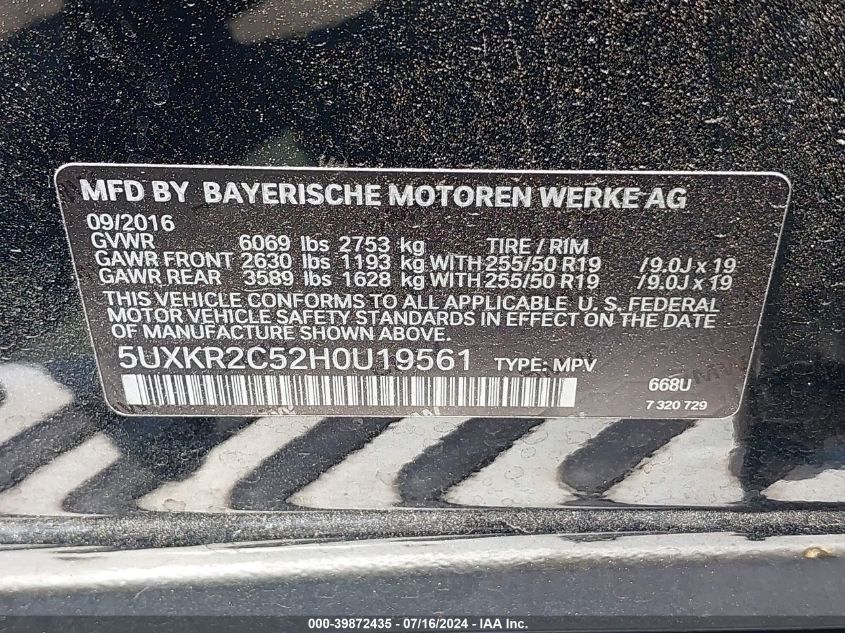 MFD BY BAYERISCHE MOTOREN WERKE AG
09/2016
GVWR 6069 lbs 2753 kg TIRE / RIM
GAWR FRONT 2630 lbs 1193 kg WITH 255/50 R19 /9.0J x 19
GAWR REAR 3589 lbs 1628 kg WITH 255/50 R19 /9.0J x 19
THIS VEHICLE CONFORMS TO ALL APPLICABLE U. S. FEDERAL
MOTOR VEHICLE SAFETY STANDARDS IN EFFECT ON THE DATE
OF MANUFACTURE SHOWN ABOVE.
5UXKR2C52H0U19561 TYPE: MPV
668U
7 320 729
000-39872435 - 07/16/2024 - IAA Inc.